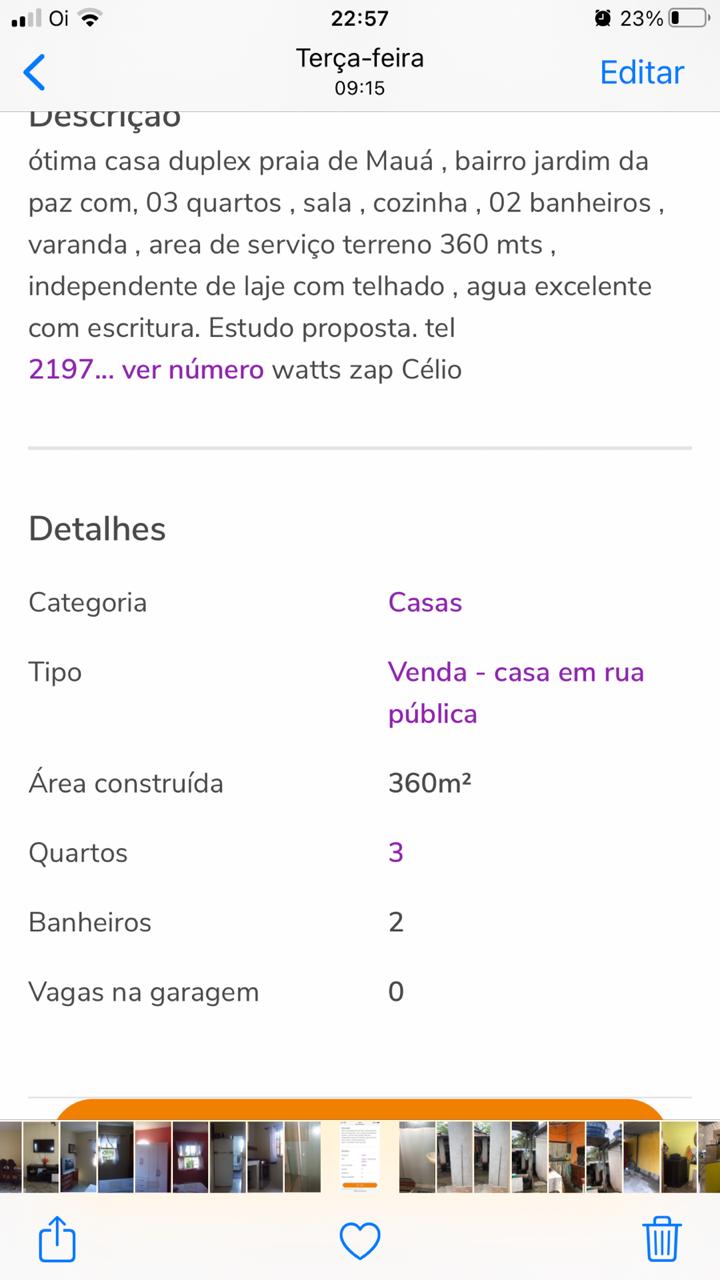 Oi 22:57 23%
Terça-feira
09:15
Editar
Descrição
ótima casa duplex praia de Mauá , bairro jardim da
paz com, 03 quartos , sala , cozinha , 02 banheiros ,
varanda , area de serviço terreno 360 mts ,
independente de laje com telhado , agua excelente
com escritura. Estudo proposta. tel
2197... ver número watts zap Célio
Detalhes
Categoria Casas
Tipo Venda - casa em rua
pública
Área construída 360m²
Quartos 3
Banheiros 2
Vagas na garagem 0